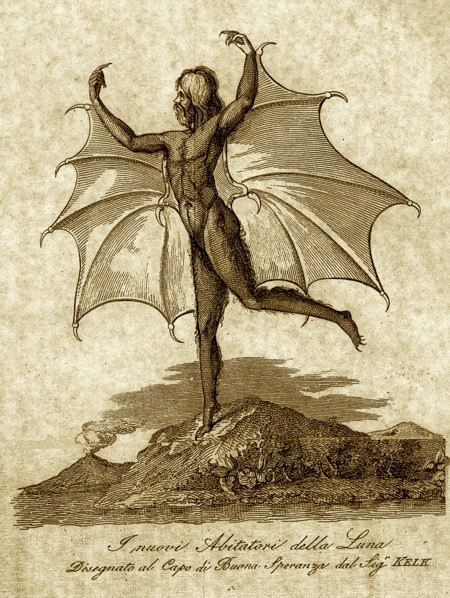 I nuovi Abitatori della Luna
Disegnato al Capo di Buona Speranza dal Sig.r KELK